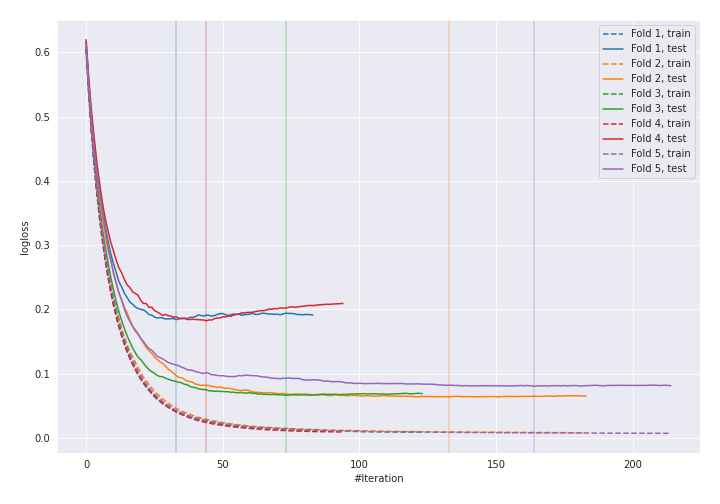 0.6
0.5
0.4
0.3
0.2
0.1
0.0
logloss
0 50 100 150 200
#Iteration
Fold 1, train
Fold 1, test
Fold 2, train
Fold 2, test
Fold 3, train
Fold 3, test
Fold 4, train
Fold 4, test
Fold 5, train
Fold 5, test